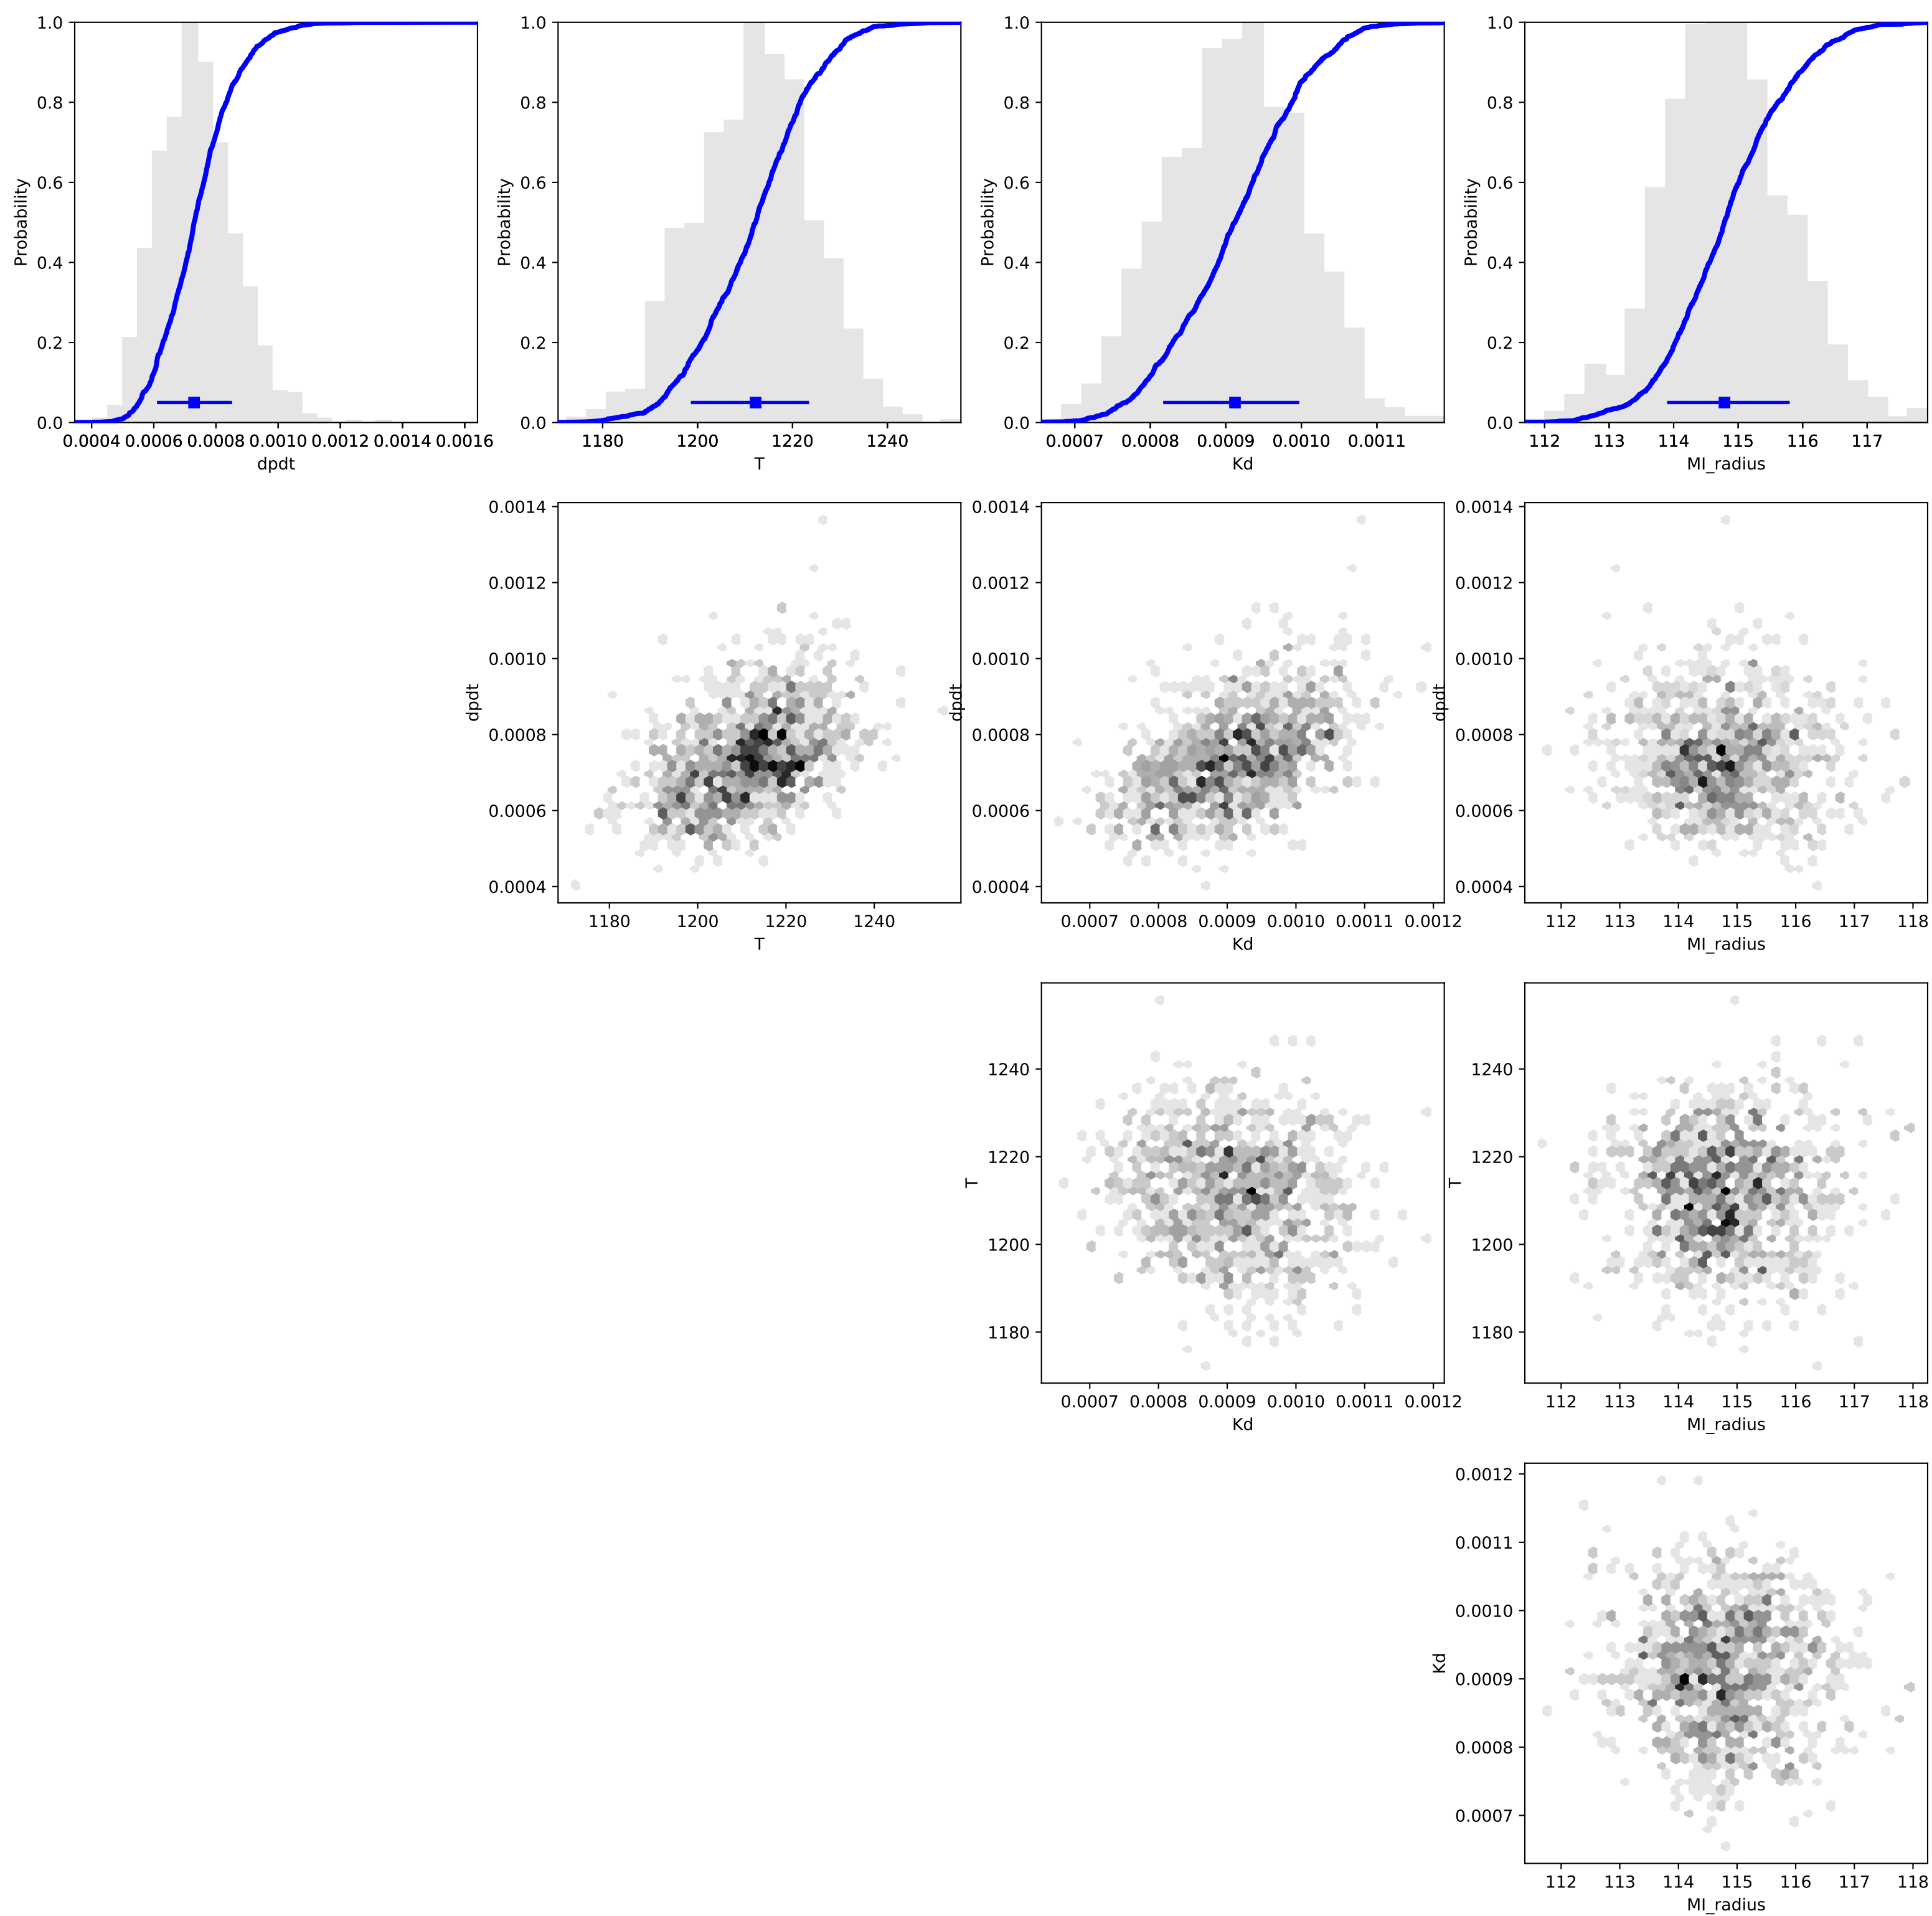 1.0 1.0 1.0 1.0
0.8 0.8 0.8 0.8
0.6 0.6 0.6 0.6
Probability Probability Probability Probability
0.4 0.4 0.4 0.4
0.2 0.2 0.2 0.2
0.0 0.0 0.0 0.0
0.0004 0.0006 0.0008 0.0010 0.0012 0.0014 0.0016 1180 1200 1220 1240 0.0007 0.0008 0.0009 0.0010 0.0011 112 113 114 115 116 117
dpdt T Kd MI_radius
0.0014 0.0014 0.0014
0.0012 0.0012 0.0012
0.0010 0.0010 0.0010
dpdt dpdt dpdt
0.0008 0.0008 0.0008
0.0006 0.0006 0.0006
0.0004 0.0004 0.0004
1180 1200 1220 1240 0.0007 0.0008 0.0009 0.0010 0.0011 0.0012 112 113 114 115 116 117 118
T Kd MI_radius
1240 1240
1220 1220
T T
1200 1200
1180 1180
0.0007 0.0008 0.0009 0.0010 0.0011 0.0012 112 113 114 115 116 117 118
Kd MI_radius
0.0012
0.0011
0.0010
Kd
0.0009
0.0008
0.0007
112 113 114 115 116 117 118
MI_radius